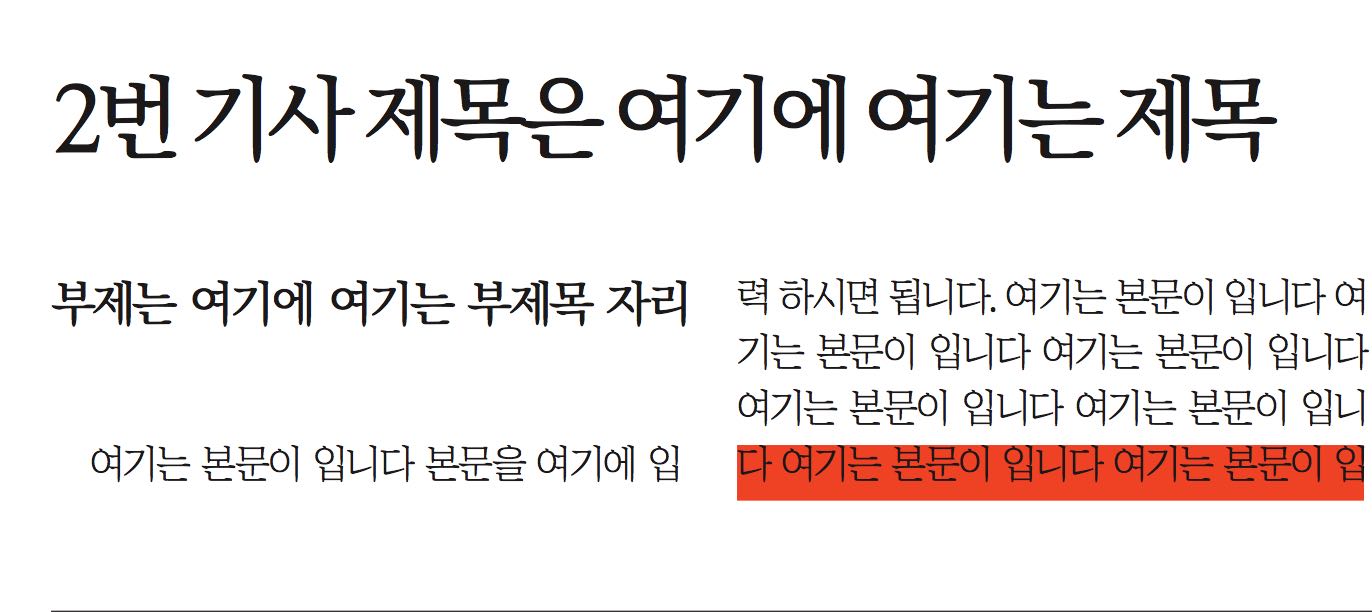 2번 기사 제목은 여기에 여기는 제목
부제는 여기에 여기는 부제목 자리
여기는 본문이 입니다 본문을 여기에 입
력 하시면 됩니다. 여기는 본문이 입니다 여
기는 본문이 입니다 여기는 본문이 입니다
여기는 본문이 입니다 여기는 본문이 입니
다 여기는 본문이 입니다 여기는 본문이 입